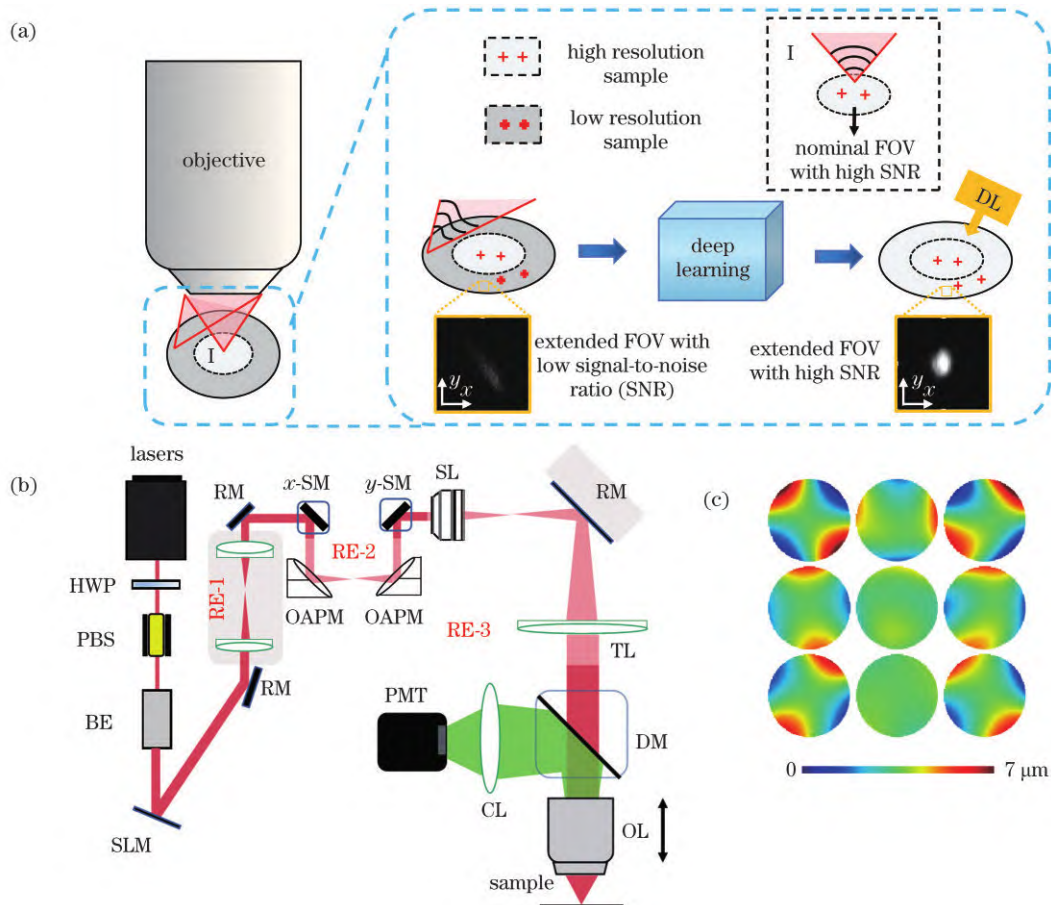 (a)
objective
I
high resolution
sample
low resolution
sample
I
nominal FOV
with high SNR
DL
deep
learning
y
x
extended FOV with
low signal-to-noise
ratio (SNR)
extended FOV
with high SNR
y
x
(b)
lasers
HWP
PBS
BE
SLM
RM
RE-1
RM
x-SM
y-SM
RE-2
OAPM
OAPM
SL
RM
RE-3
TL
PMT
CL
DM
OL
sample
(c)
0
7 μm